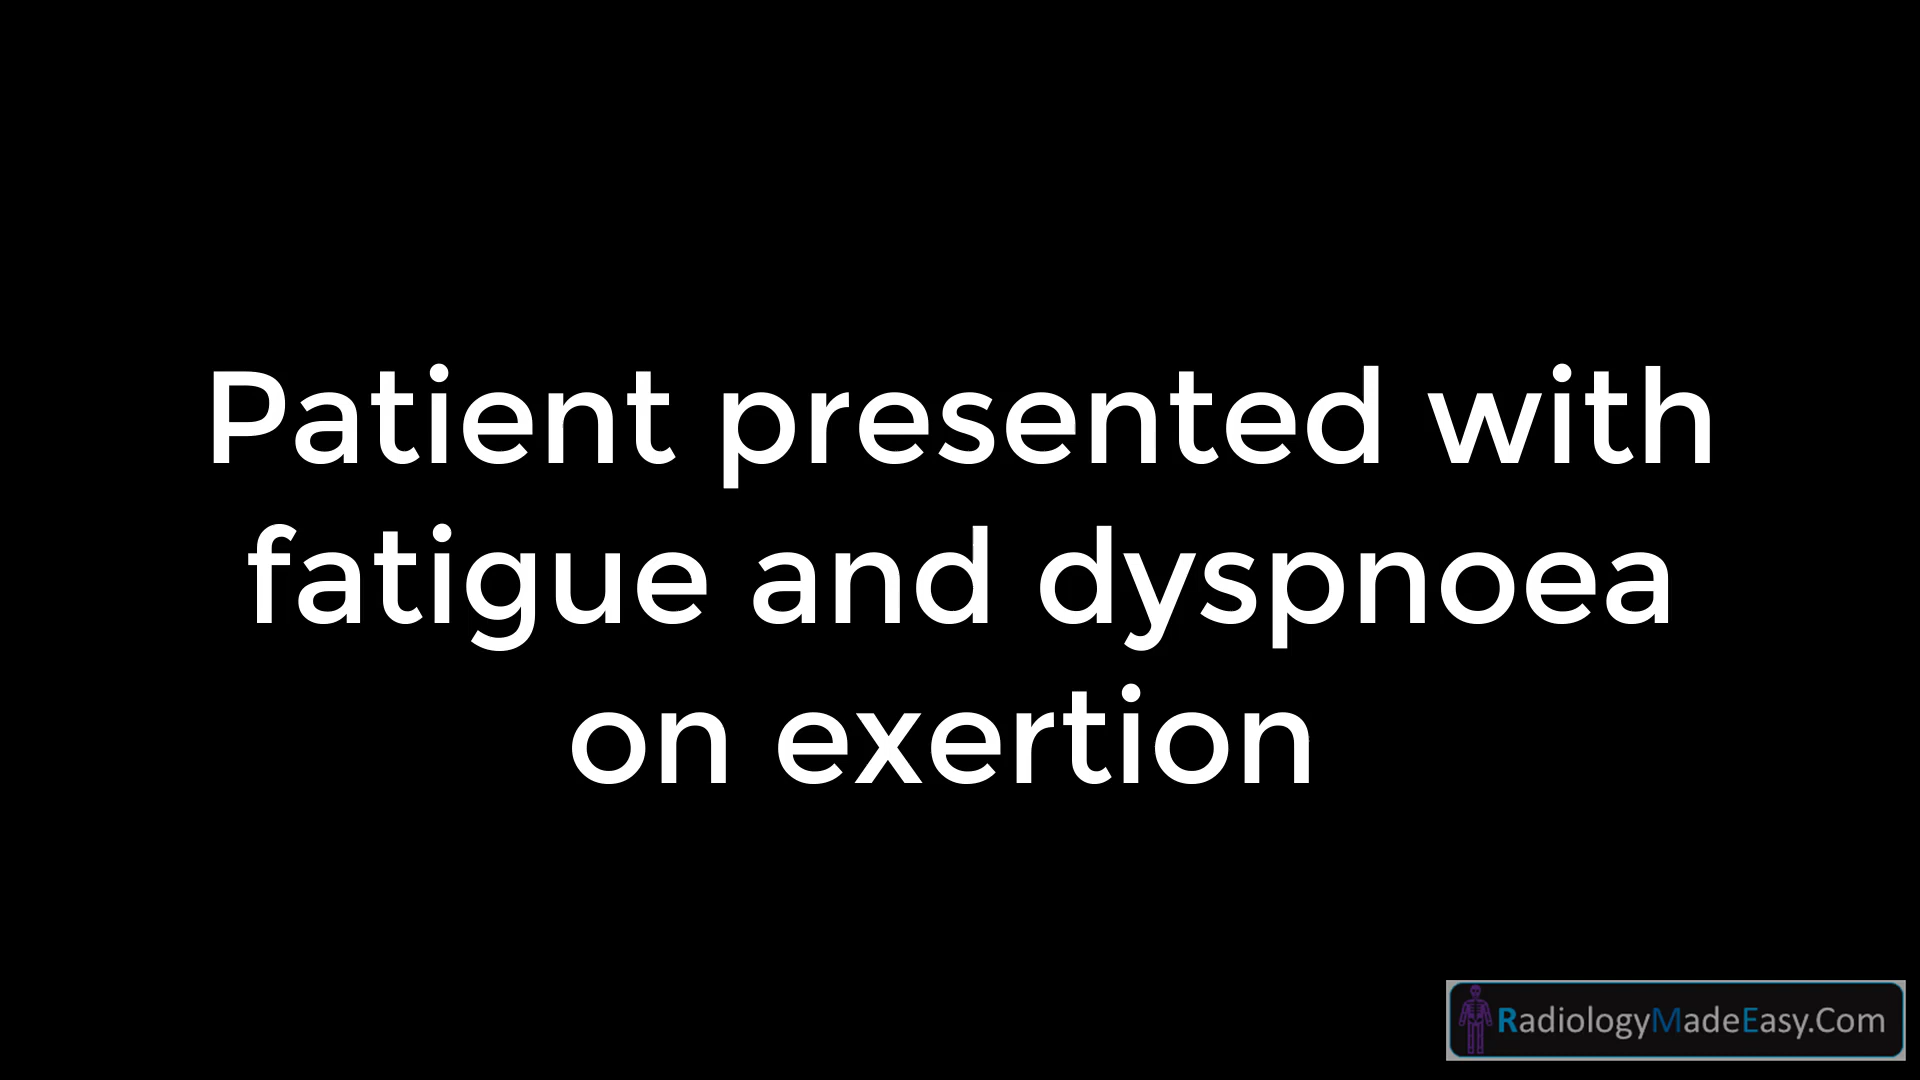 Patient presented with
fatigue and dyspnoea
on exertion
RadiologyMadeEasy.Com